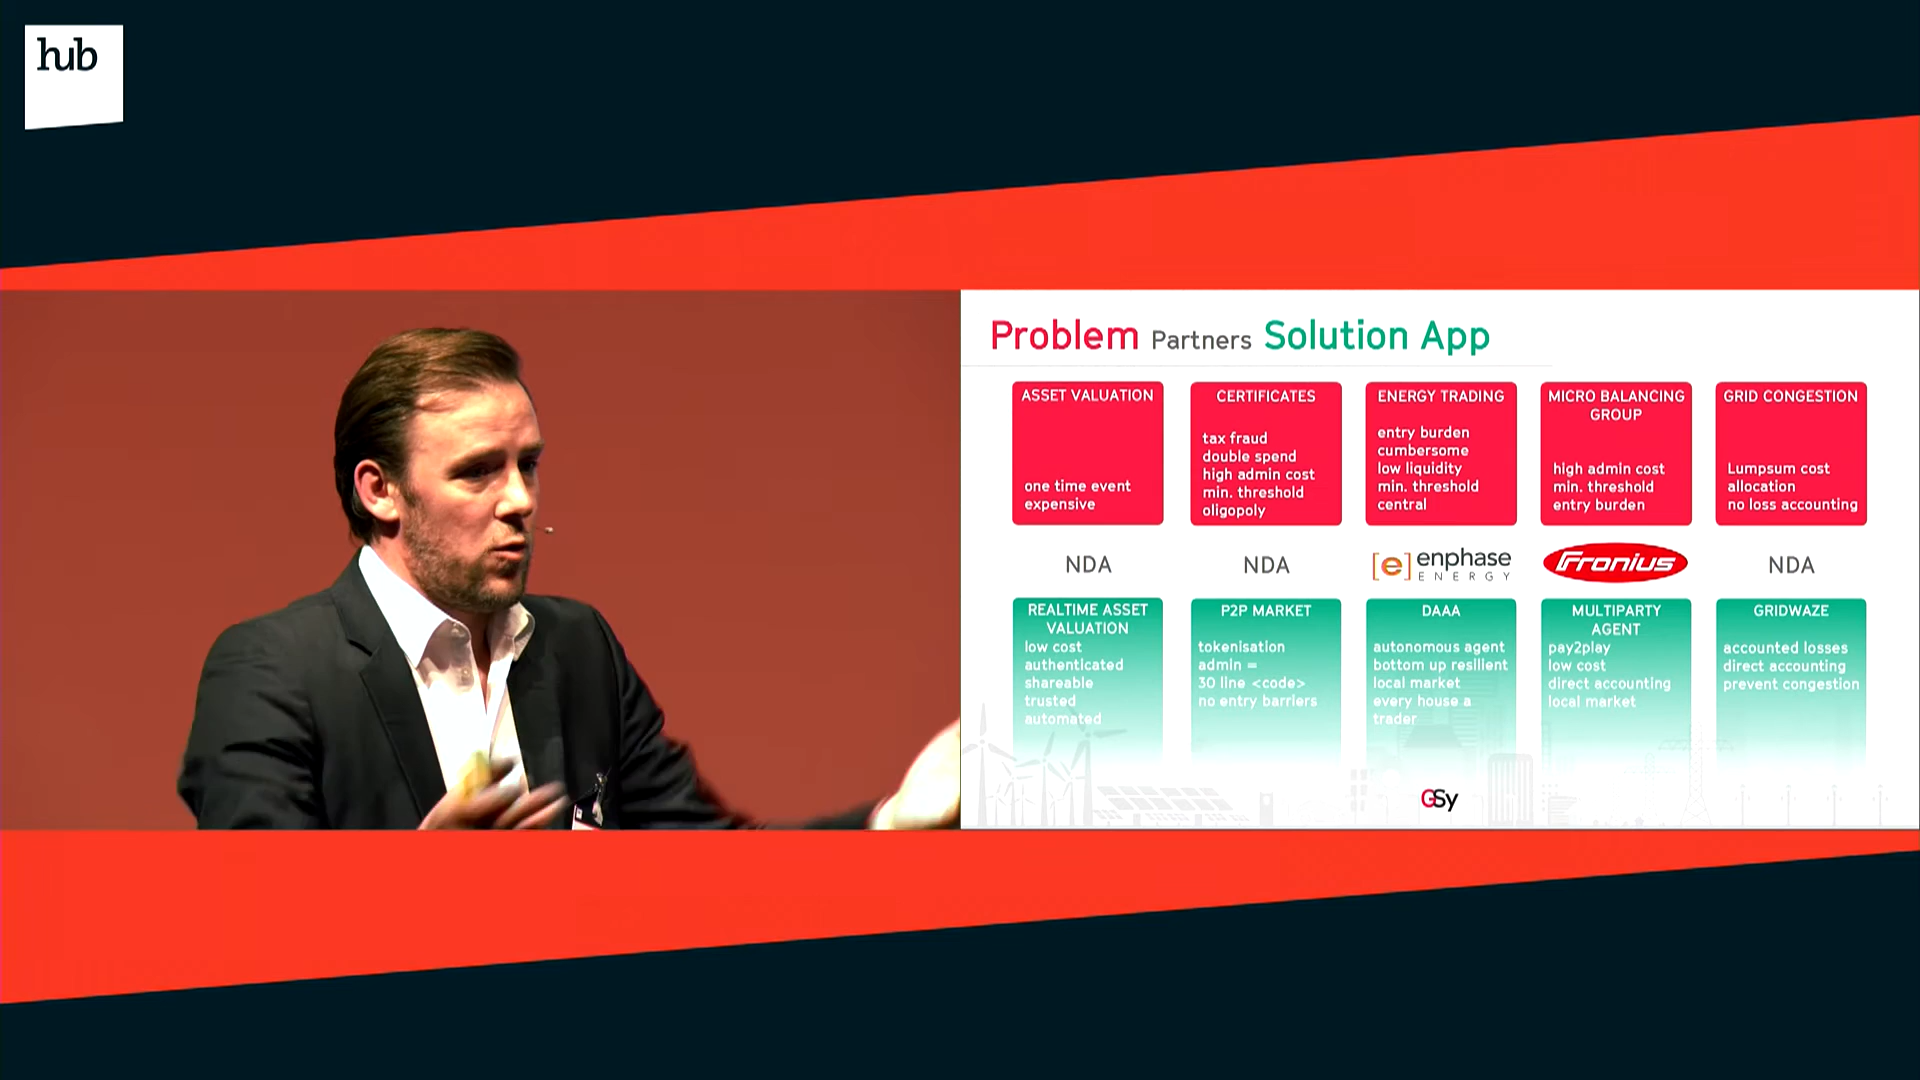 hub
Problem Partners Solution App
ASSET VALUATION
one time event
expensive
CERTIFICATES
tax fraud
double spend
high admin cost
min. threshold
oligopoly
ENERGY TRADING
entry burden
cumbersome
low liquidity
min. threshold
central
MICRO BALANCING
GROUP
high admin cost
min. threshold
entry burden
GRID CONGESTION
Lumpsum cost
allocation
no loss accounting
NDA
NDA
[e] enphase
ENERGY
Fronius
NDA
REALTIME ASSET
VALUATION
low cost
authenticated
shareable
trusted
automated
P2P MARKET
tokenisation
admin =
30 line <code>
no entry barriers
DAAA
autonomous agent
bottom up resilient
local market
every house a
trader
MULTIPARTY
AGENT
pay2play
low cost
direct accounting
local market
GRIDWAZE
accounted losses
direct accounting
prevent congestion
GSy